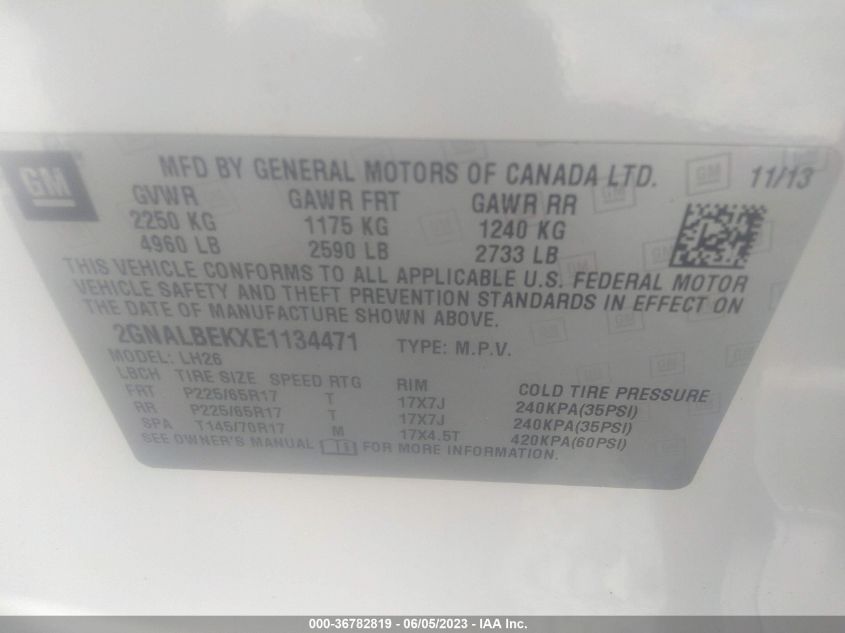 GM
MFD BY GENERAL MOTORS OF CANADA LTD. 11/13
GVWR GAWR FRT GAWR RR
2250 KG 1175 KG 1240 KG
4960 LB 2590 LB 2733 LB
THIS VEHICLE CONFORMS TO ALL APPLICABLE U.S. FEDERAL MOTOR
VEHICLE SAFETY AND THEFT PREVENTION STANDARDS IN EFFECT ON
THE DATE OF MANUFACTURE SHOWN ABOVE.
2GNALBEKXE1134471 TYPE: M.P.V.
MODEL: LH26
LBCH TIRE SIZE SPEED RTG RIM COLD TIRE PRESSURE
FRT P225/65R17 T 17X7J 240KPA(35PSI)
RR P225/65R17 T 17X7J 240KPA(35PSI)
SPA T145/70R17 M 17X4.5T 420KPA(60PSI)
SEE OWNER'S MANUAL i FOR MORE INFORMATION.
000-36782819 - 06/05/2023 - IAA Inc.